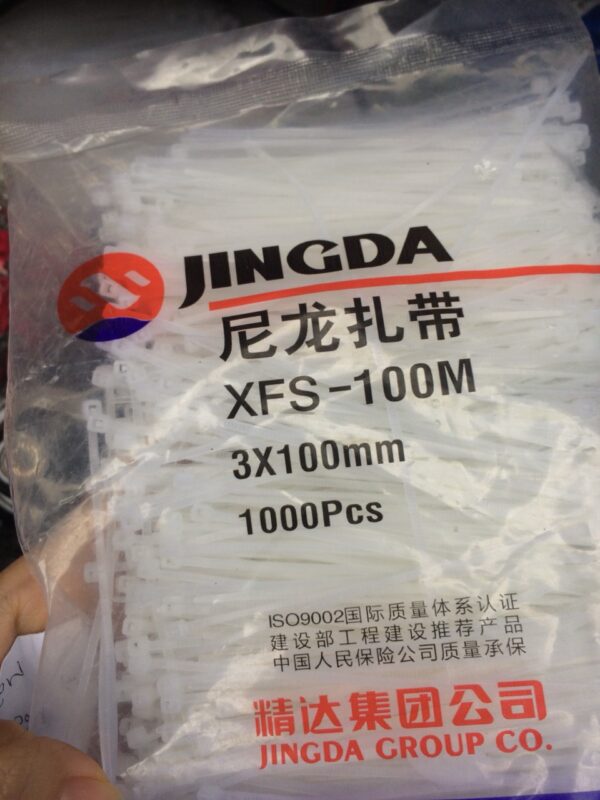 JINGDA
尼龙扎带
XFS-100M
3X100mm
1000Pcs
ISO9002国际质量体系认证
建设部工程建设推荐产品
中国人民保险公司质量承保
精达集团公司
JINGDA GROUP CO.